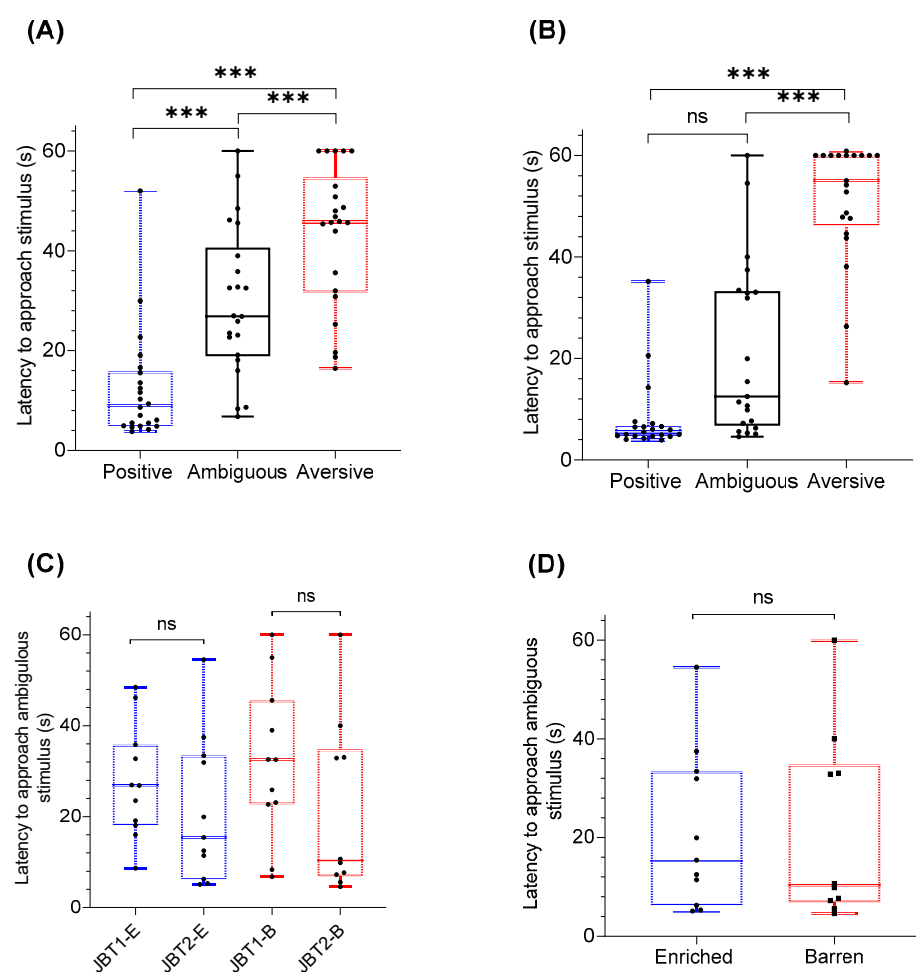 (A)
***
***
***
Latency to approach stimulus (s)
60
40
20
0
Positive
Ambiguous
Aversive
(B)
***
***
ns
Latency to approach stimulus (s)
60
40
20
0
Positive
Ambiguous
Aversive
(C)
ns
ns
Latency to approach ambigulous
stimulus (s)
60
40
20
0
JBT1-E
JBT2-E
JBT1-B
JBT2-B
(D)
ns
Latency to approach ambiguous
stimulus (s)
60
40
20
0
Enriched
Barren